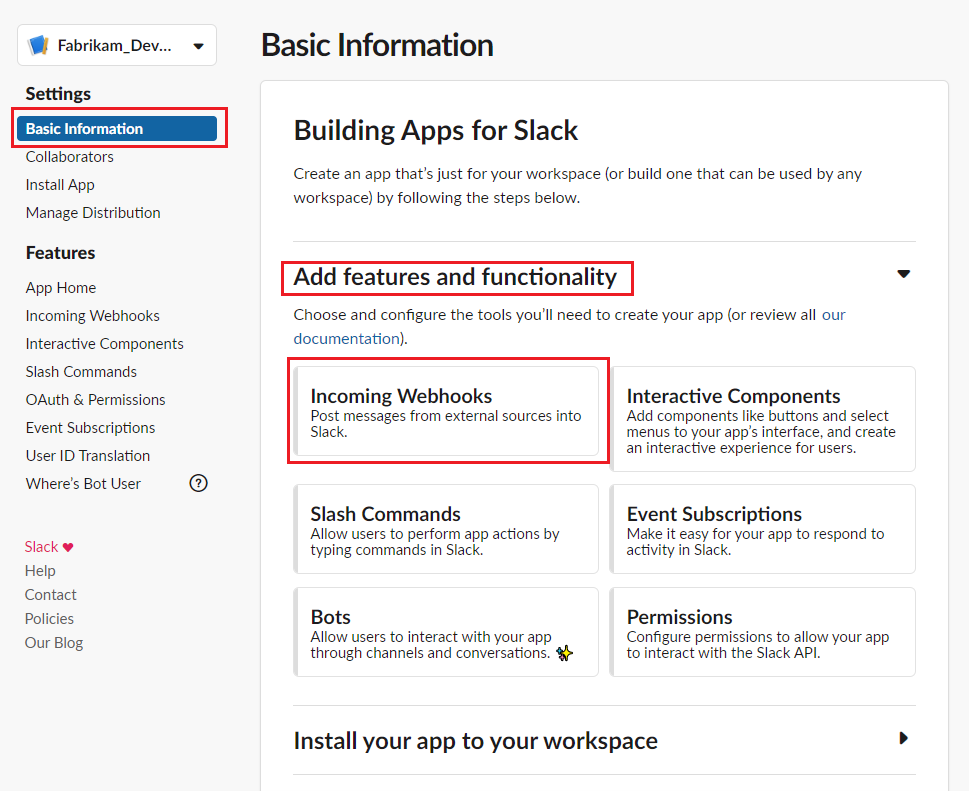 Fabrikam_Dev...
Settings
Basic Information
Collaborators
Install App
Manage Distribution
Features
App Home
Incoming Webhooks
Interactive Components
Slash Commands
OAuth & Permissions
Event Subscriptions
User ID Translation
Where's Bot User ?
Slack ♥
Help
Contact
Policies
Our Blog
Basic Information
Building Apps for Slack
Create an app that's just for your workspace (or build one that can be used by any
workspace) by following the steps below.
Add features and functionality
Choose and configure the tools you'll need to create your app (or review all our
documentation).
Incoming Webhooks
Post messages from external sources into
Slack.
Interactive Components
Add components like buttons and select
menus to your app's interface, and create
an interactive experience for users.
Slash Commands
Allow users to perform app actions by
typing commands in Slack.
Event Subscriptions
Make it easy for your app to respond to
activity in Slack.
Bots
Allow users to interact with your app
through channels and conversations. ✨
Permissions
Configure permissions to allow your app
to interact with the Slack API.
Install your app to your workspace